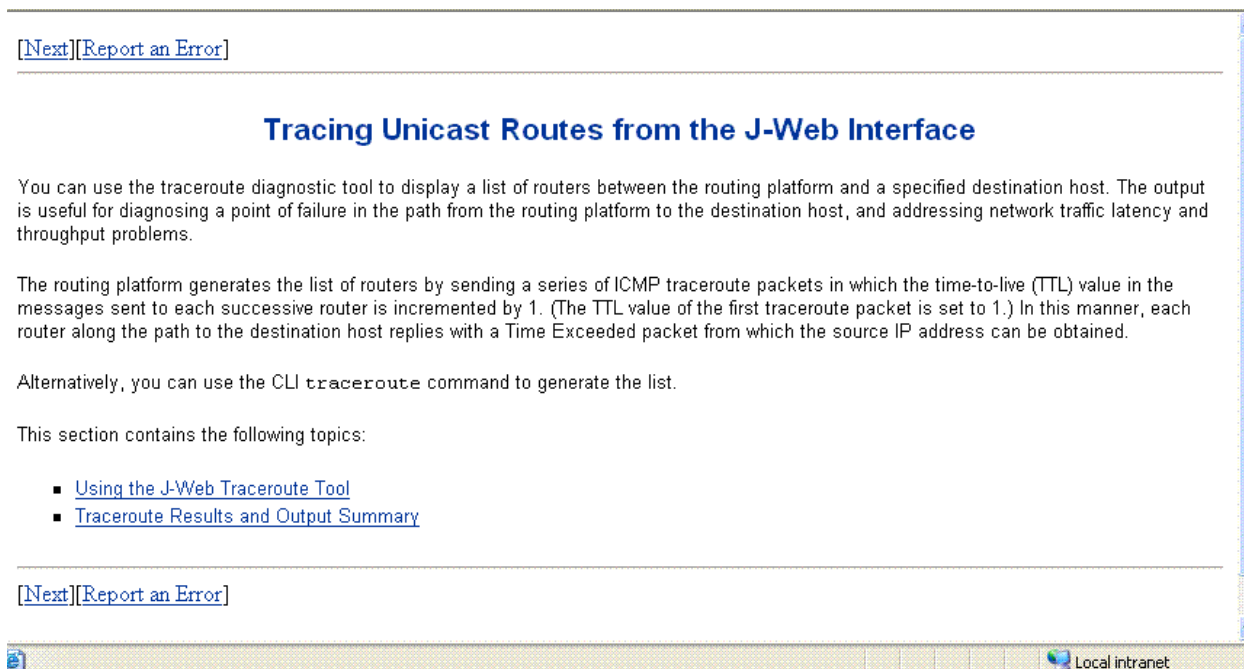 [Next][Report an Error]
Tracing Unicast Routes from the J-Web Interface
You can use the traceroute diagnostic tool to display a list of routers between the routing platform and a specified destination host. The output
is useful for diagnosing a point of failure in the path from the routing platform to the destination host, and addressing network traffic latency and
throughput problems.
The routing platform generates the list of routers by sending a series of ICMP traceroute packets in which the time-to-live (TTL) value in the
messages sent to each successive router is incremented by 1. (The TTL value of the first traceroute packet is set to 1.) In this manner, each
router along the path to the destination host replies with a Time Exceeded packet from which the source IP address can be obtained.
Alternatively, you can use the CLI traceroute command to generate the list.
This section contains the following topics:
▪ Using the J-Web Traceroute Tool
▪ Traceroute Results and Output Summary
[Next][Report an Error]
Local intranet